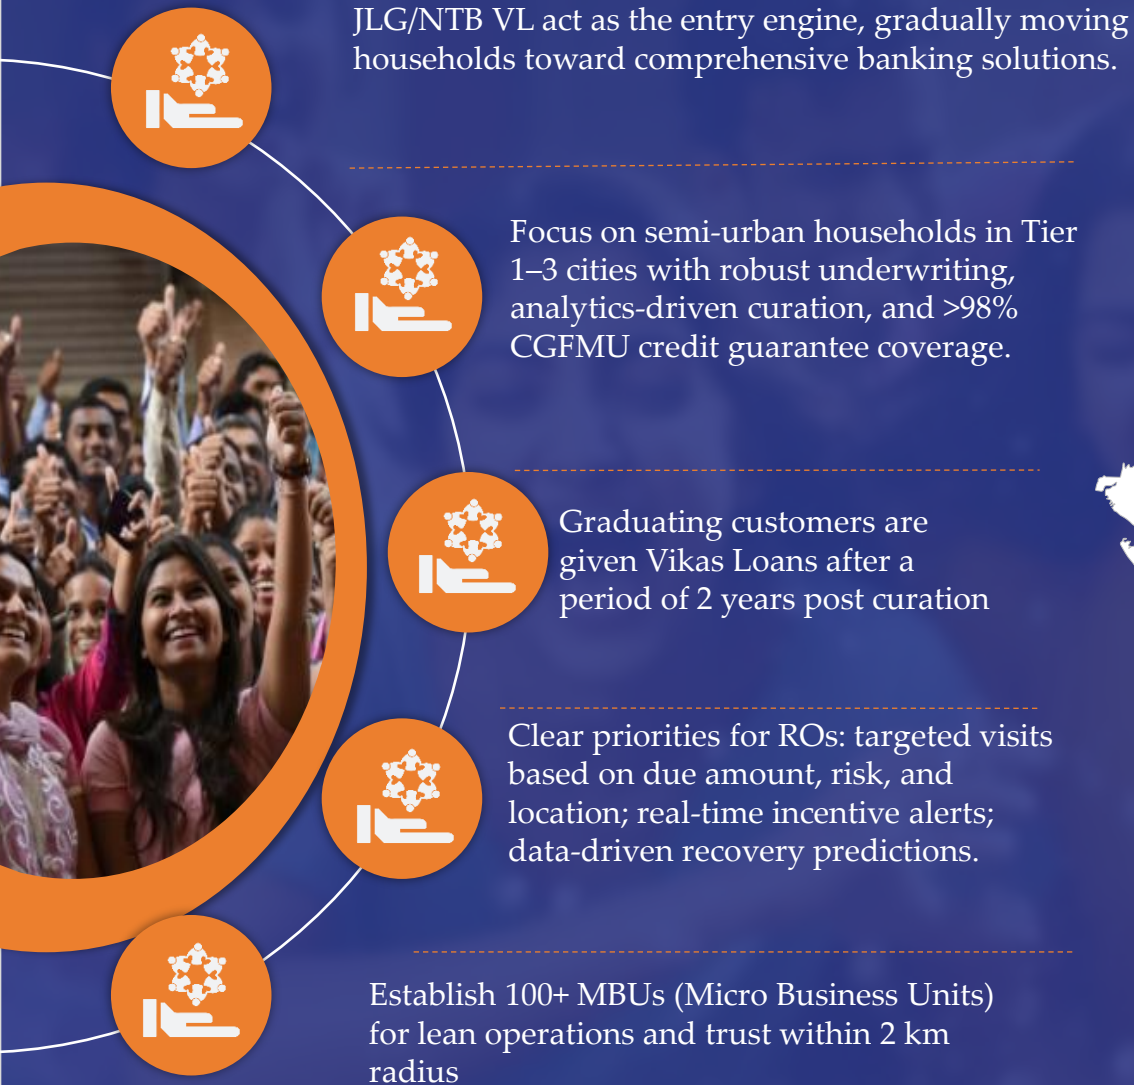 JLG/NTB VL act as the entry engine, gradually moving
households toward comprehensive banking solutions.
Focus on semi-urban households in Tier
1–3 cities with robust underwriting,
analytics-driven curation, and >98%
CGFMU credit guarantee coverage.
Graduating customers are
given Vikas Loans after a
period of 2 years post curation
Clear priorities for ROs: targeted visits
based on due amount, risk, and
location; real-time incentive alerts;
data-driven recovery predictions.
Establish 100+ MBUs (Micro Business Units)
for lean operations and trust within 2 km
radius